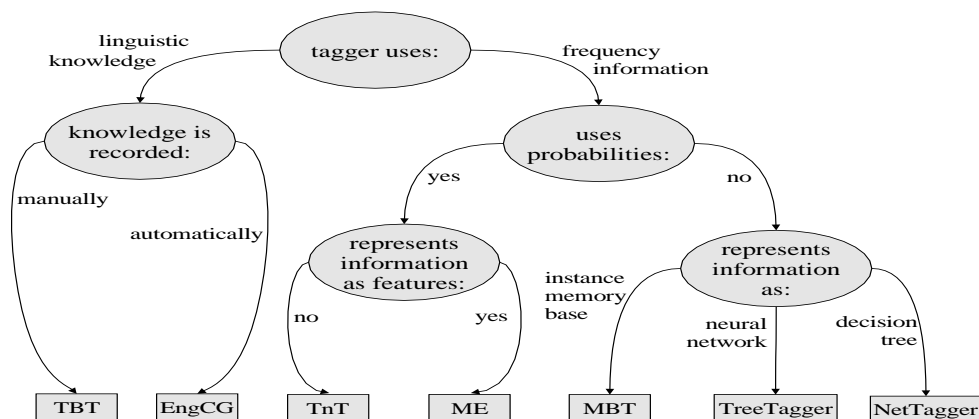 tagger uses:
linguistic
knowledge
frequency
information
knowledge is
recorded:
uses
probabilities:
manually
automatically
yes
no
represents
information
as features:
represents
information
as:
no
yes
instance
memory
base
neural
network
decision
tree
TBT
EngCG
TnT
ME
MBT
TreeTagger
NetTagger